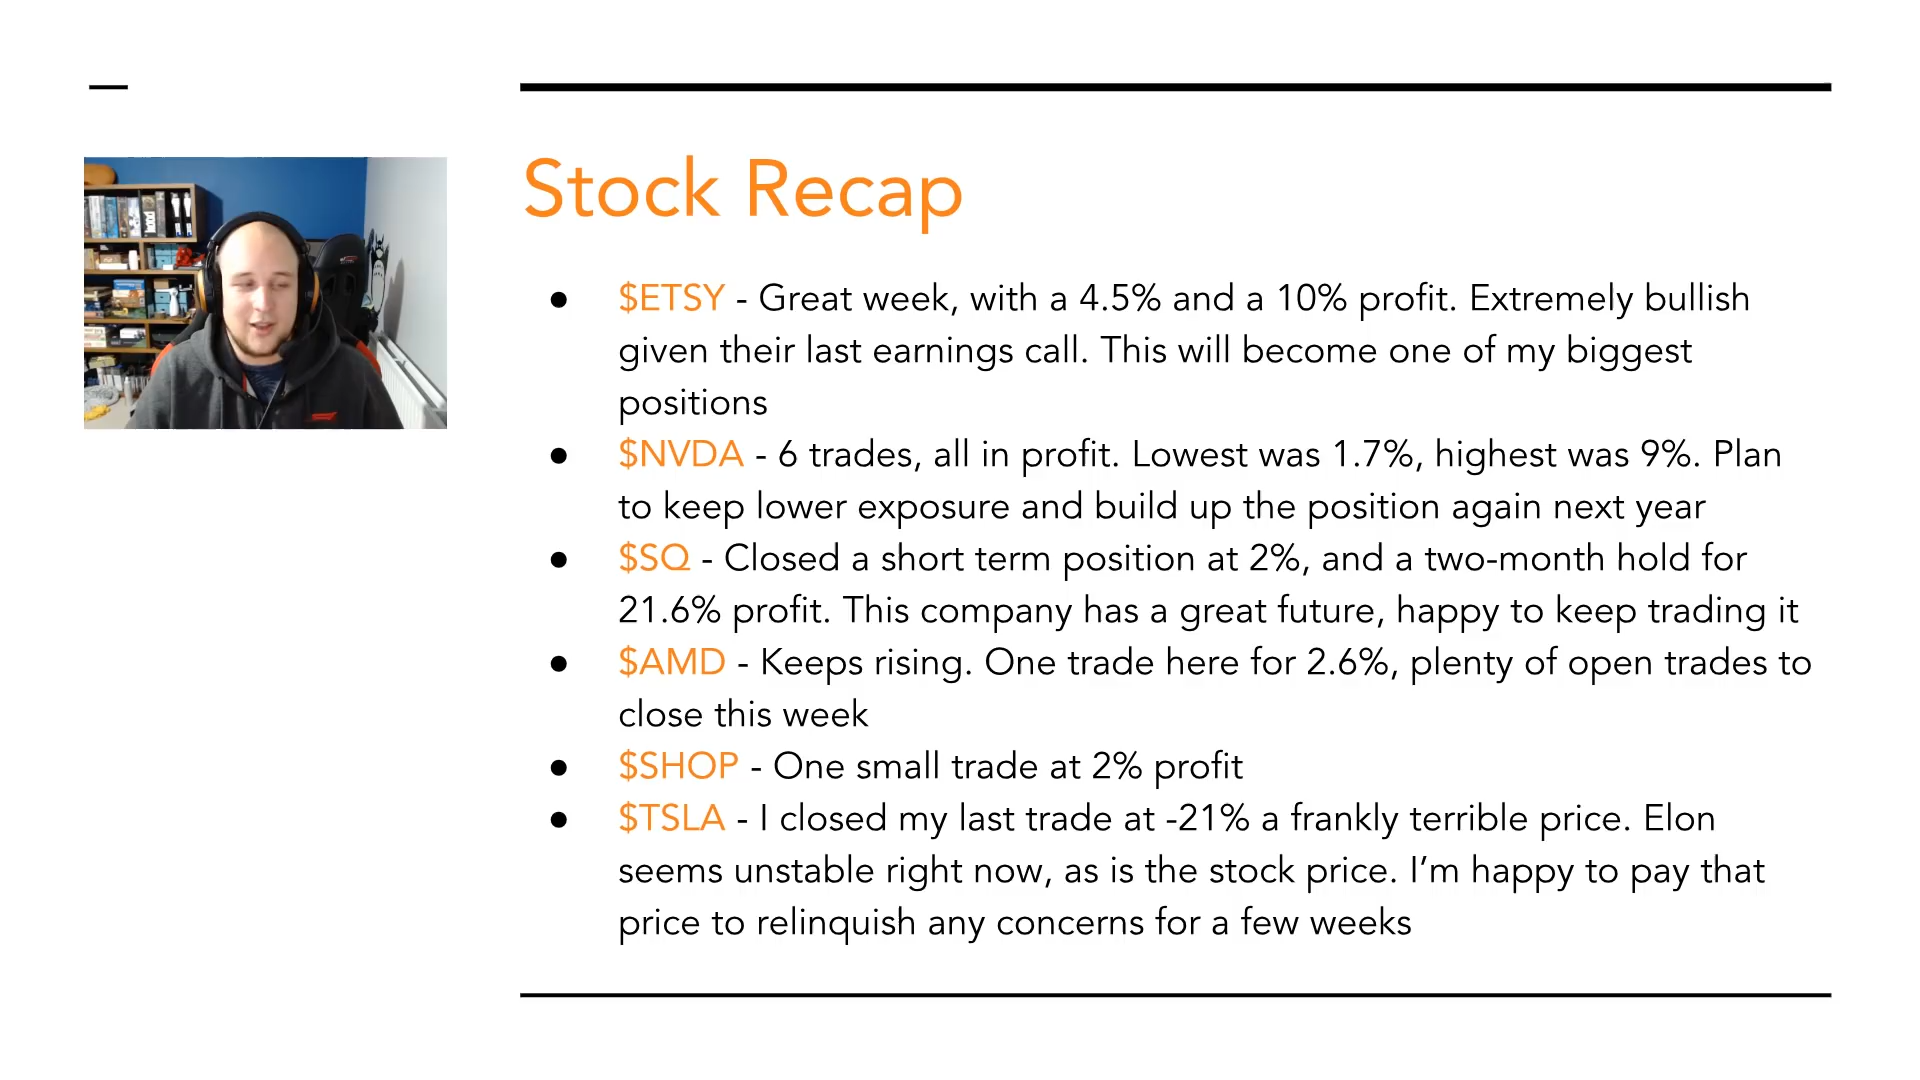 Stock Recap
● $ETSY - Great week, with a 4.5% and a 10% profit. Extremely bullish
given their last earnings call. This will become one of my biggest
positions
● $NVDA - 6 trades, all in profit. Lowest was 1.7%, highest was 9%. Plan
to keep lower exposure and build up the position again next year
● $SQ - Closed a short term position at 2%, and a two-month hold for
21.6% profit. This company has a great future, happy to keep trading it
● $AMD - Keeps rising. One trade here for 2.6%, plenty of open trades to
close this week
● $SHOP - One small trade at 2% profit
● $TSLA - I closed my last trade at -21% a frankly terrible price. Elon
seems unstable right now, as is the stock price. I’m happy to pay that
price to relinquish any concerns for a few weeks